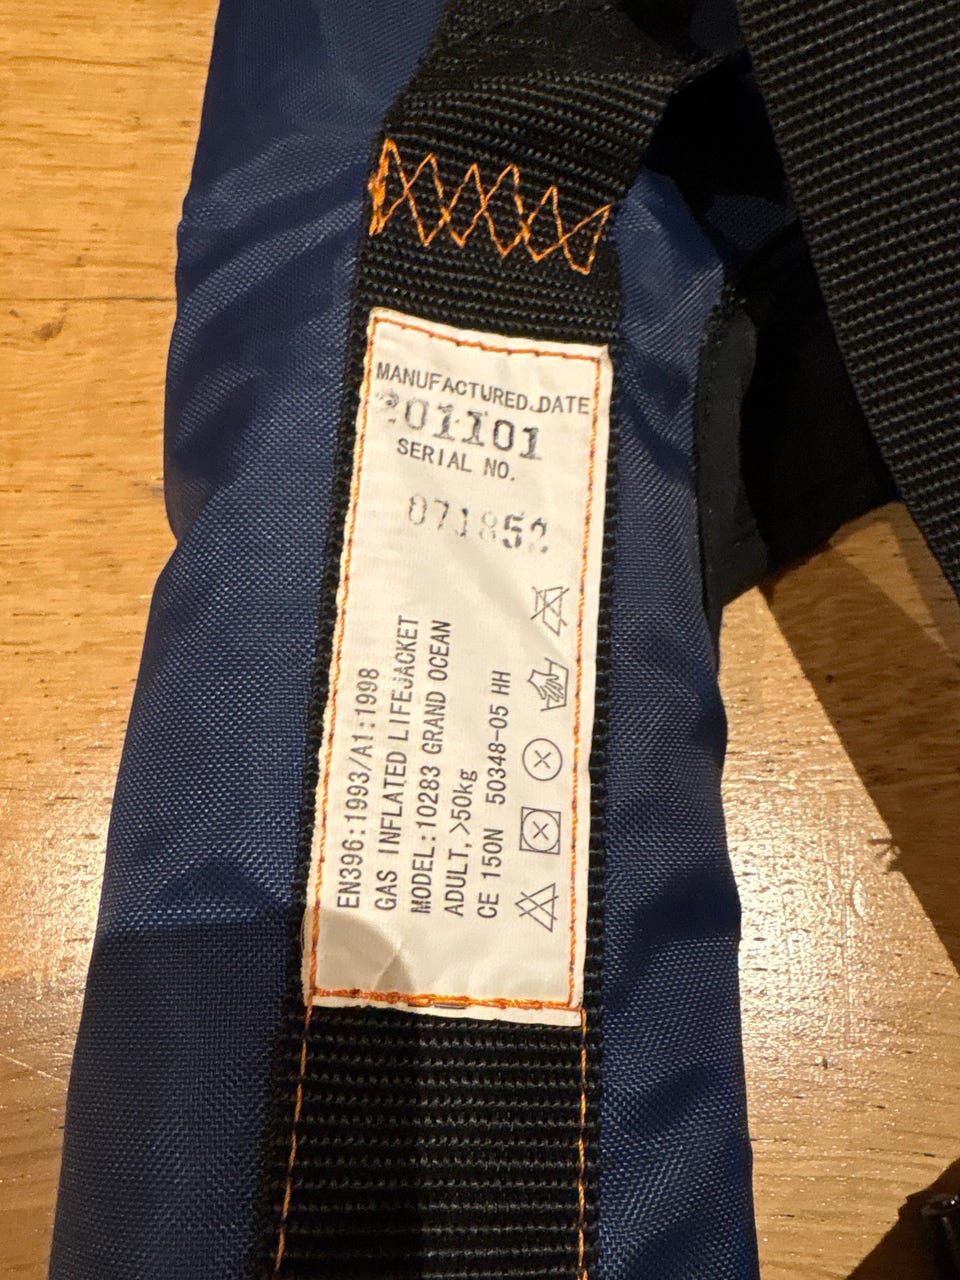 MANUFACTURED.DATE
201101
SERIAL NO.
071852
EN396:1993/A1:1998
GAS INFLATED LIFEJACKET
MODEL:10283 GRAND OCEAN
ADULT,>50kg
CE 150N 50348-05 HH